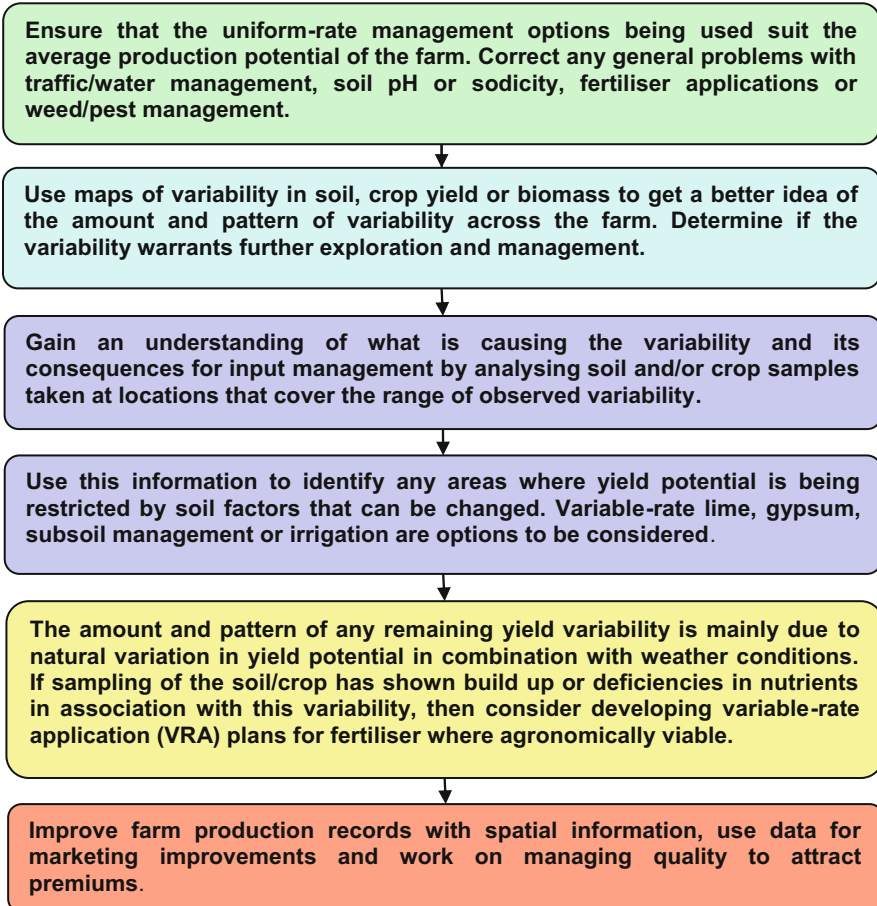 Ensure that the uniform-rate management options being used suit the
average production potential of the farm. Correct any general problems with
traffic/water management, soil pH or sodicity, fertiliser applications or
weed/pest management.
Use maps of variability in soil, crop yield or biomass to get a better idea of
the amount and pattern of variability across the farm. Determine if the
variability warrants further exploration and management.
Gain an understanding of what is causing the variability and its
consequences for input management by analysing soil and/or crop samples
taken at locations that cover the range of observed variability.
Use this information to identify any areas where yield potential is being
restricted by soil factors that can be changed. Variable-rate lime, gypsum,
subsoil management or irrigation are options to be considered.
The amount and pattern of any remaining yield variability is mainly due to
natural variation in yield potential in combination with weather conditions.
If sampling of the soil/crop has shown build up or deficiencies in nutrients
in association with this variability, then consider developing variable-rate
application (VRA) plans for fertiliser where agronomically viable.
Improve farm production records with spatial information, use data for
marketing improvements and work on managing quality to attract
premiums.